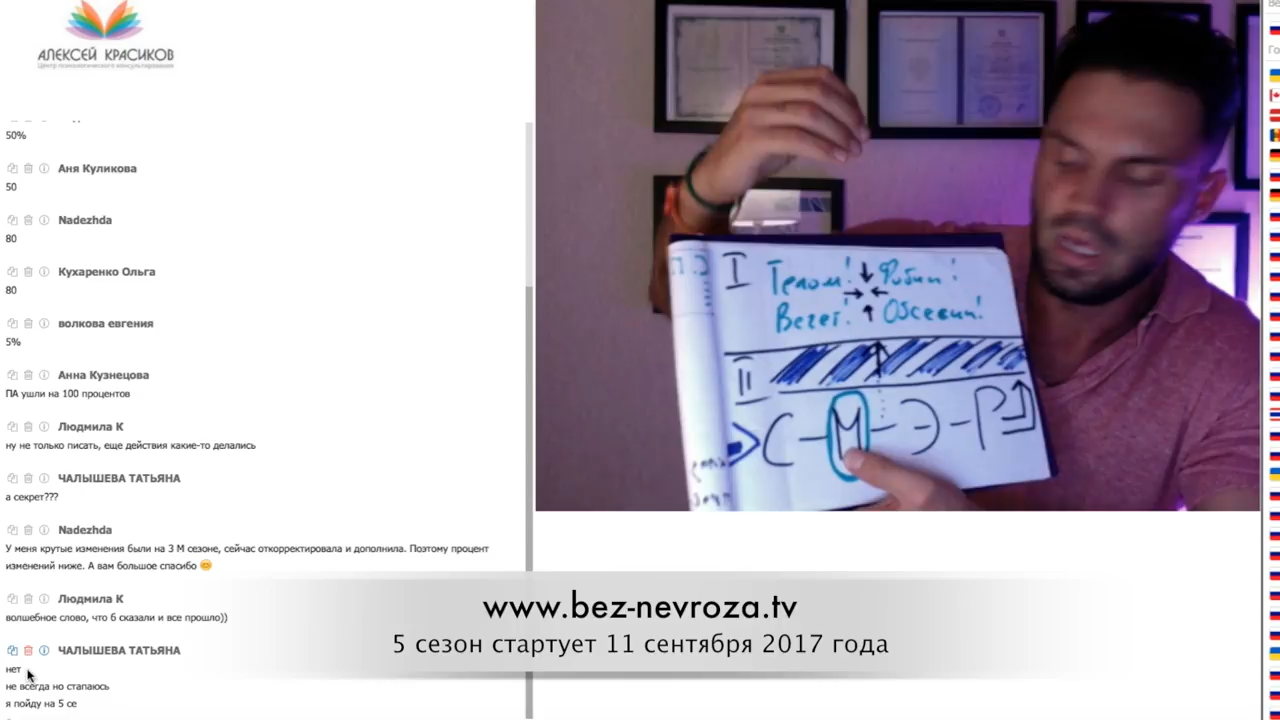 АЛЕКСЕЙ КРАСИКОВ
Центр психологического консультирования
50%
Аня Куликова
50
Nadezhda
80
Кухаренко Ольга
80
волкова евгения
5%
Анна Кузнецова
ПА ушли на 100 процентов
Людмила К
ну не только писать, еще действия какие-то делались
ЧАЛЫШЕВА ТАТЬЯНА
а секрет???
Nadezhda
У меня крутые изменения были на 3 М сезоне, сейчас откорректировала и дополнила. Поэтому процент
изменений ниже. А вам большое спасибо
Людмила К
волшебное слово, что б сказали и все прошло))
ЧАЛЫШЕВА ТАТЬЯНА
нет
не всегда но стапаюсь
я пойду на 5 се
I
Фобии!
Вегет!
II
С - М - Э - Р
www.bez-nevroza.tv
5 сезон стартует 11 сентября 2017 года